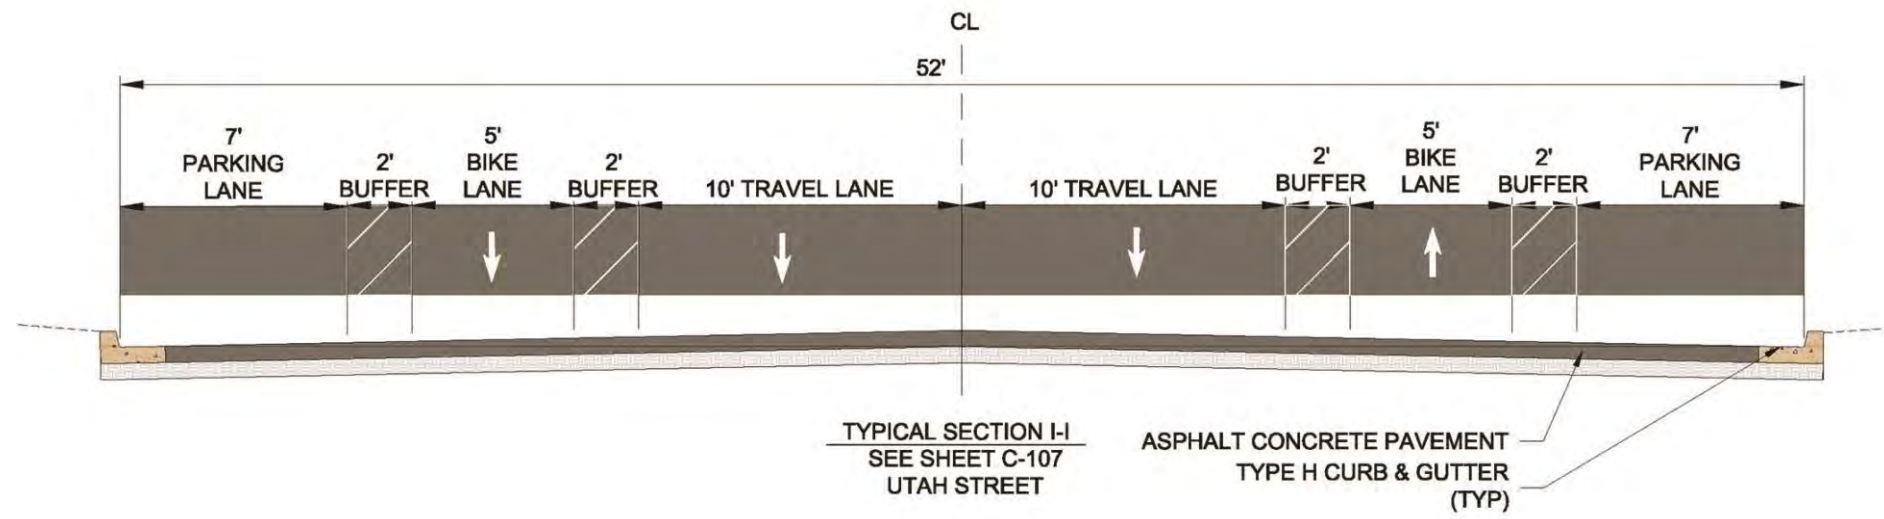 CL
52'
7'
PARKING
LANE
2'
BUFFER
5'
BIKE
LANE
2'
BUFFER
10' TRAVEL LANE
10' TRAVEL LANE
2'
BUFFER
5'
BIKE
LANE
2'
BUFFER
7'
PARKING
LANE
TYPICAL SECTION I-I
SEE SHEET C-107
UTAH STREET
ASPHALT CONCRETE PAVEMENT
TYPE H CURB & GUTTER
(TYP)